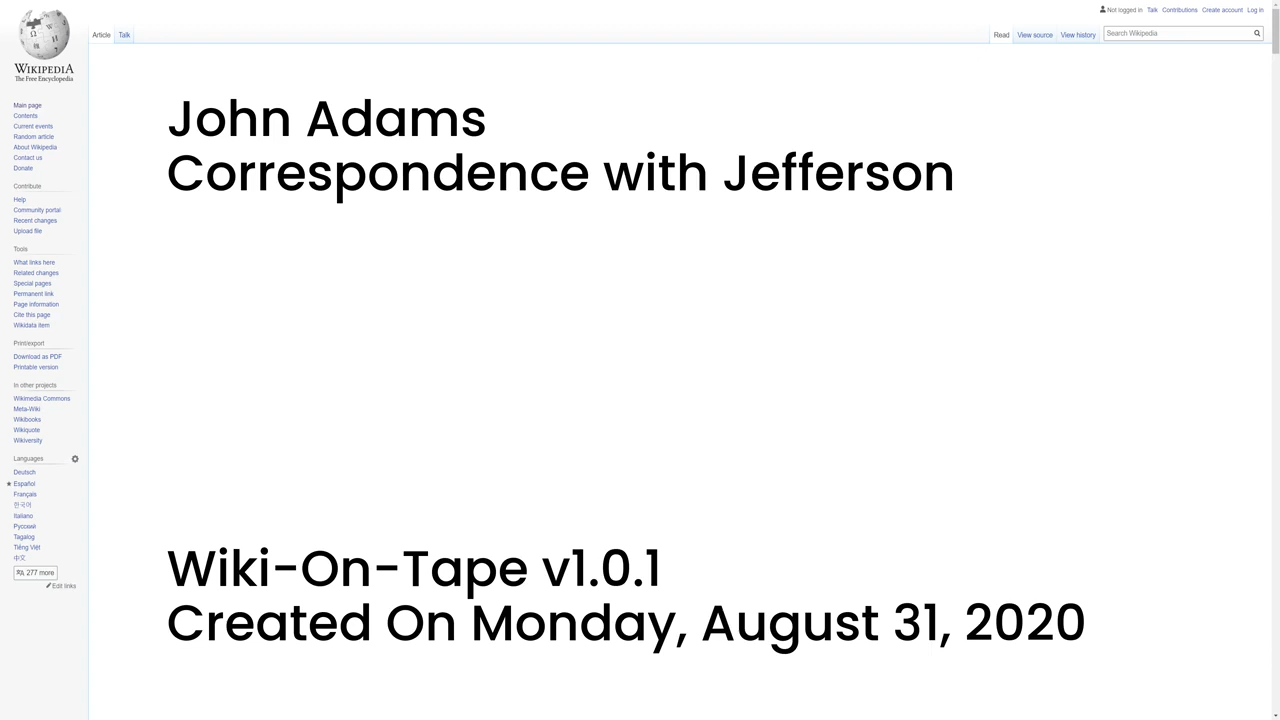 Not logged in Talk Contributions Create account Log in
Article Talk Read View source View history Search Wikipedia
WIKIPEDIA
The Free Encyclopedia
Main page
Contents
Current events
Random article
About Wikipedia
Contact us
Donate
Contribute
Help
Community portal
Recent changes
Upload file
Tools
What links here
Related changes
Special pages
Permanent link
Page information
Cite this page
Wikidata item
Print/export
Download as PDF
Printable version
In other projects
Wikimedia Commons
Meta-Wiki
Wikibooks
Wikiquote
Wikiversity
Languages
Deutsch
Español
Français
한국어
Italiano
Русский
Tagalog
Tiếng Việt
中文
277 more
Edit links
John Adams
Correspondence with Jefferson
Wiki-On-Tape v1.0.1
Created On Monday, August 31, 2020